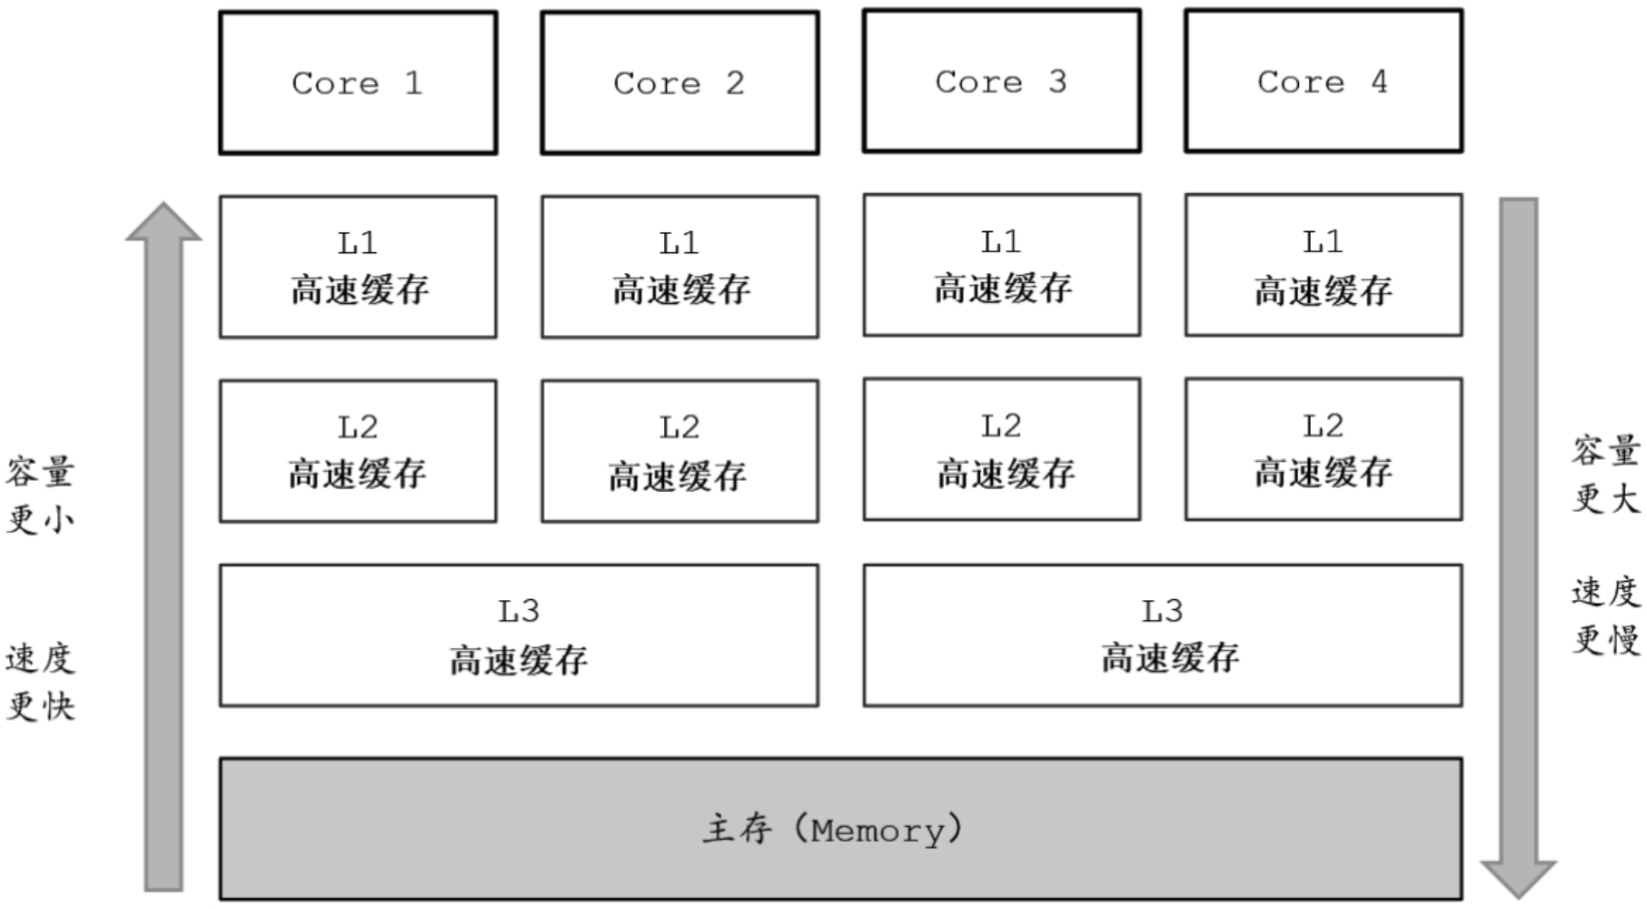 Core 1
Core 2
Core 3
Core 4
L1
高速缓存
L1
高速缓存
L1
高速缓存
L1
高速缓存
L2
高速缓存
L2
高速缓存
L2
高速缓存
L2
高速缓存
容量
更小
速度
更快
容量
更大
速度
更慢
L3
高速缓存
L3
高速缓存
主存（Memory）